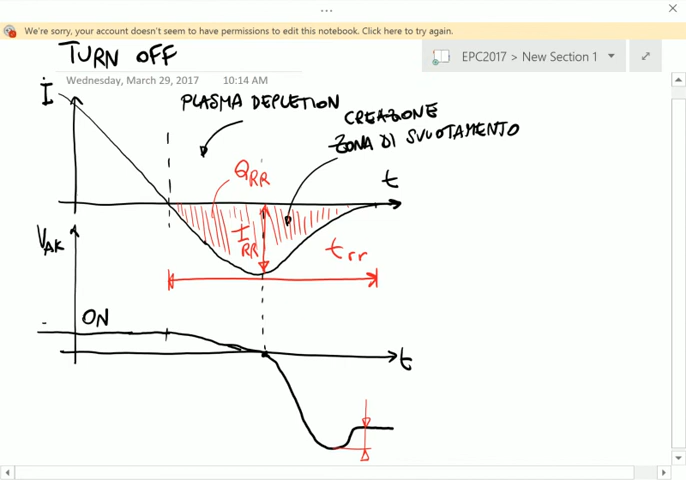 We're sorry, your account doesn't seem to have permissions to edit this notebook. Click here to try again.
TURN OFF
EPC2017 > New Section 1
Wednesday, March 29, 2017 10:14 AM
i
PLASMA DEPLETION
CREAZIONE
ZONA DI SVUOTAMENTO
QRR
t
IRR
trr
VAK
ON
t